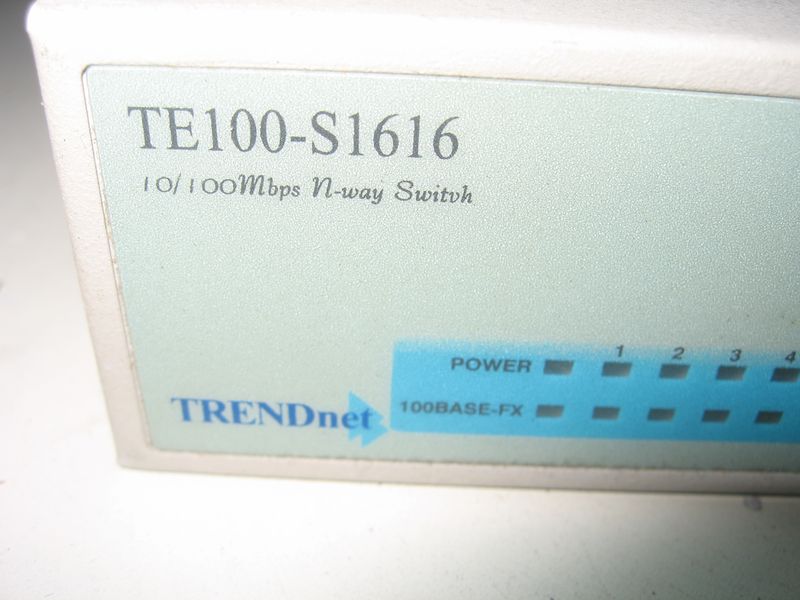 TE100-S1616
10/100Mbps N-way Switvh
1 2 3 4
POWER
TRENDnet 100BASE-FX